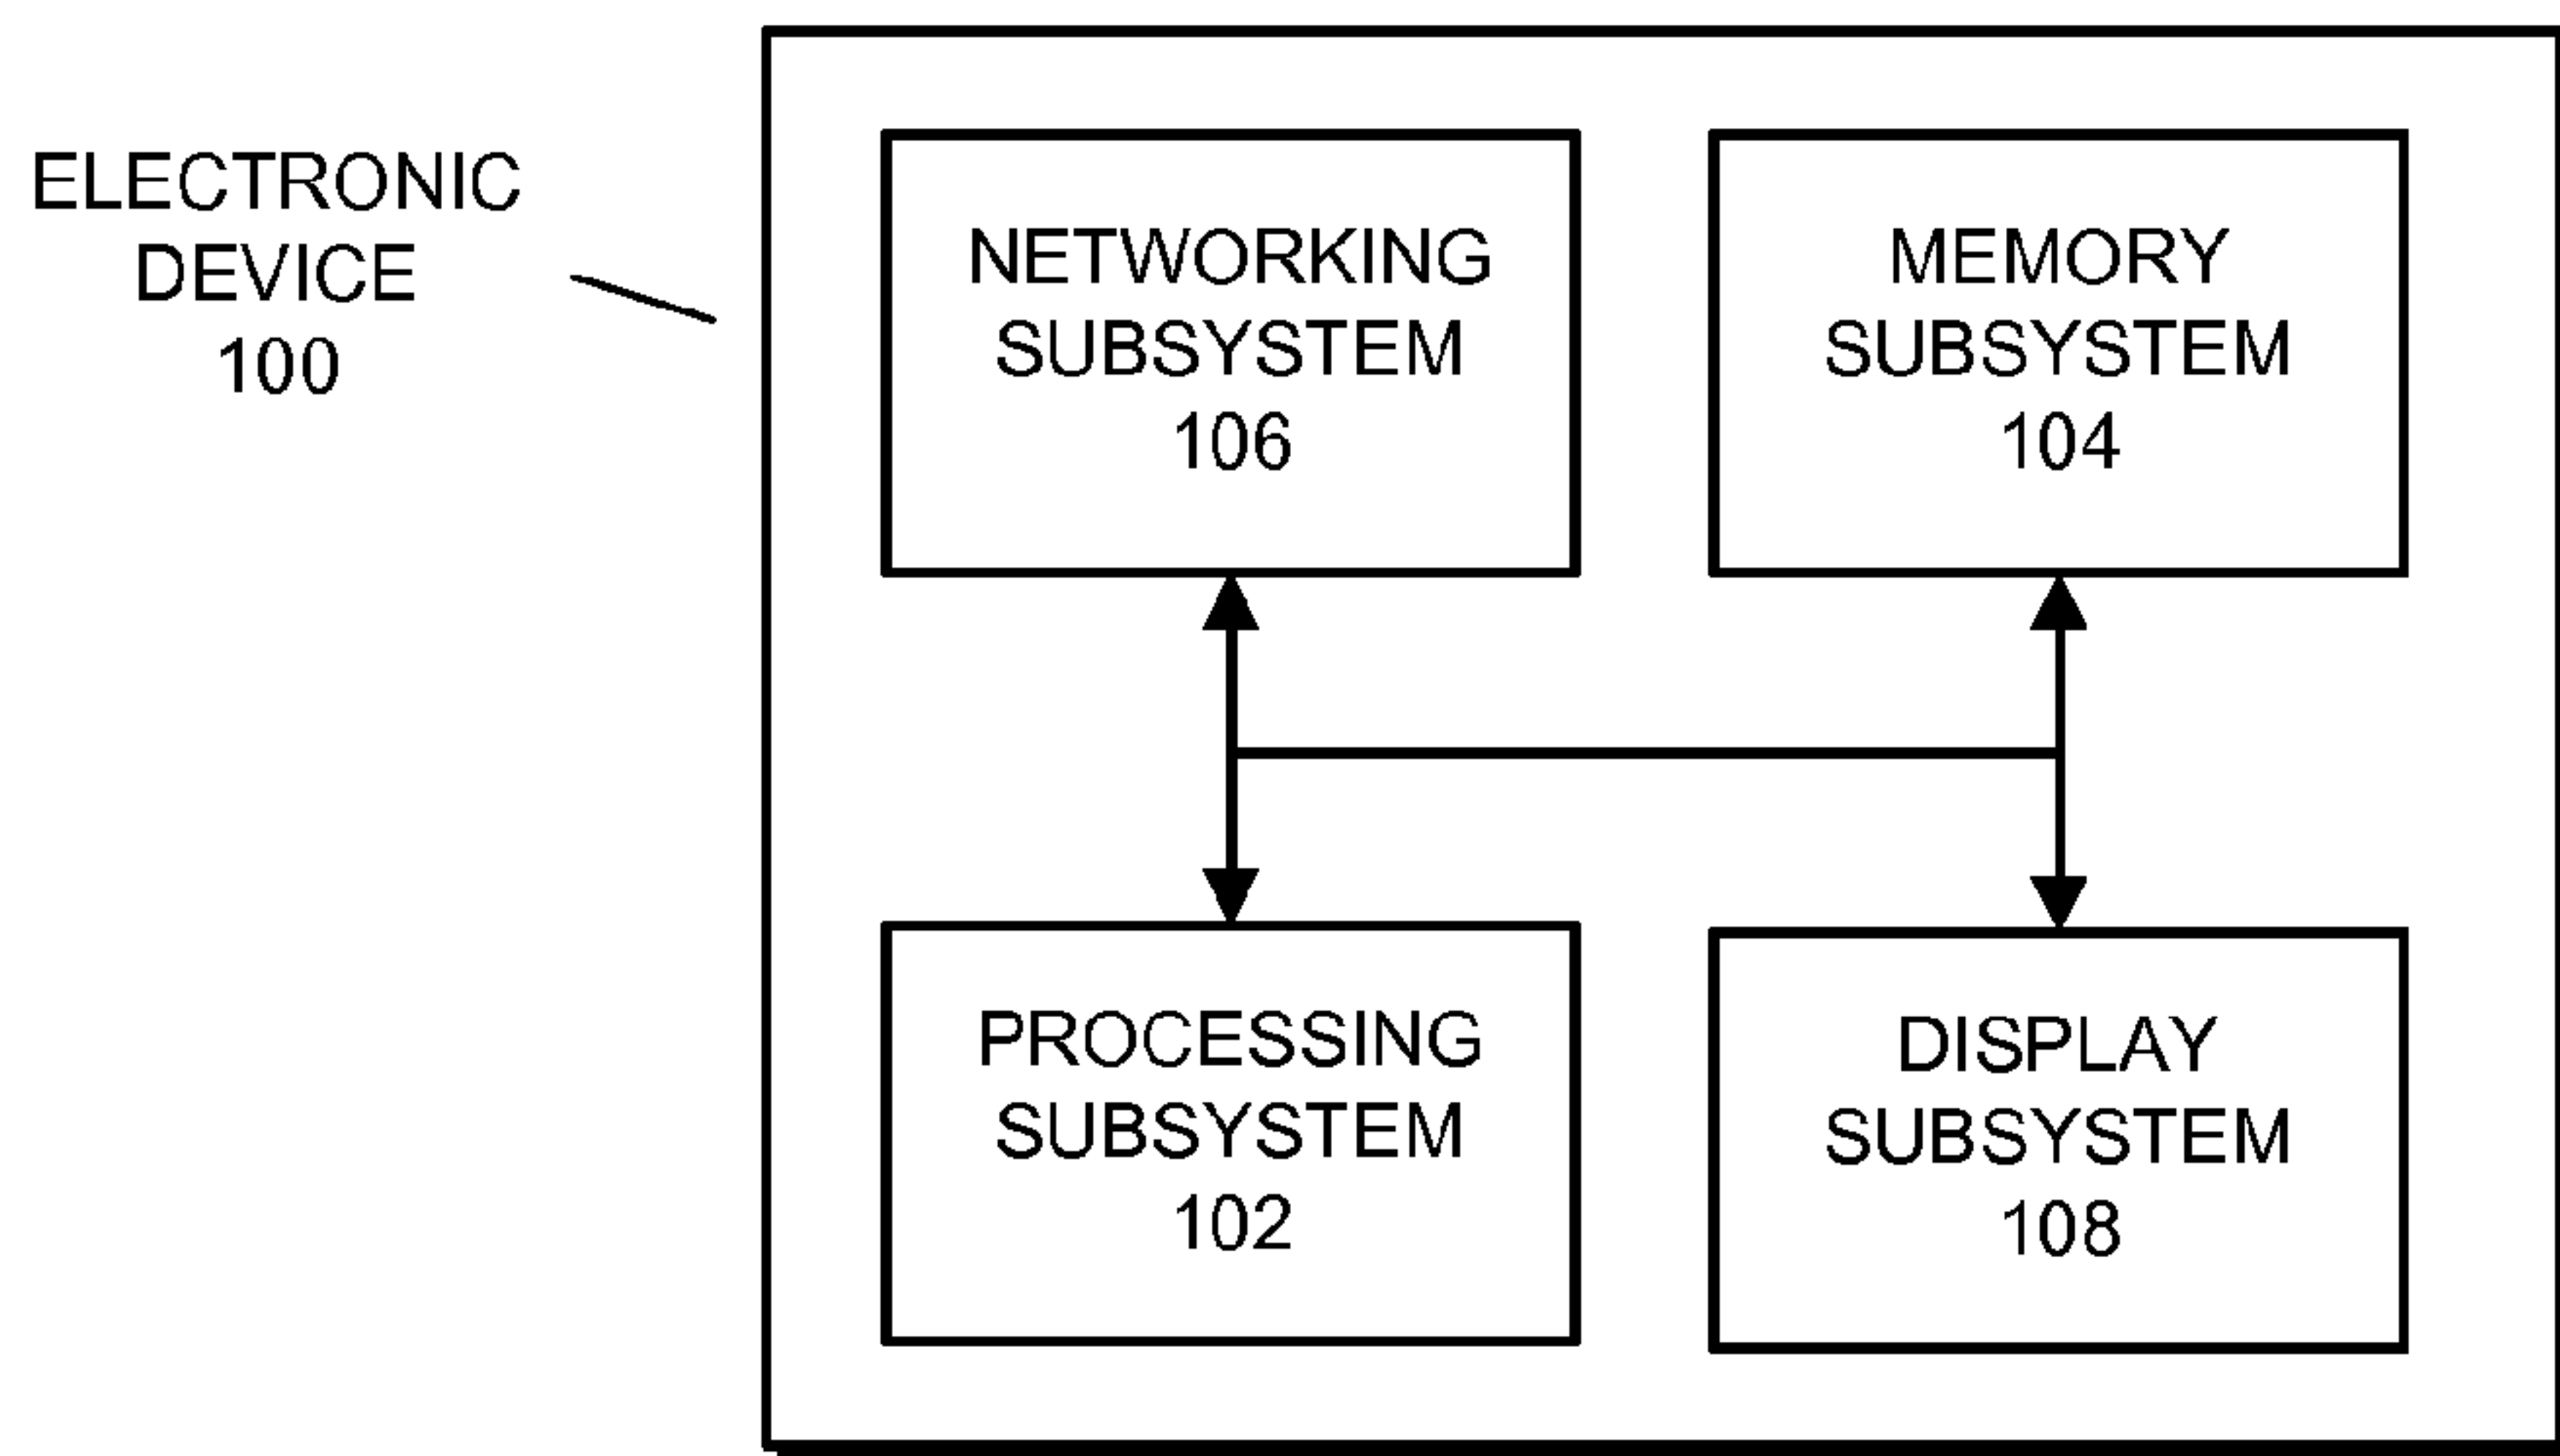 ELECTRONIC
DEVICE
100
NETWORKING
SUBSYSTEM
106
MEMORY
SUBSYSTEM
104
PROCESSING
SUBSYSTEM
102
DISPLAY
SUBSYSTEM
108